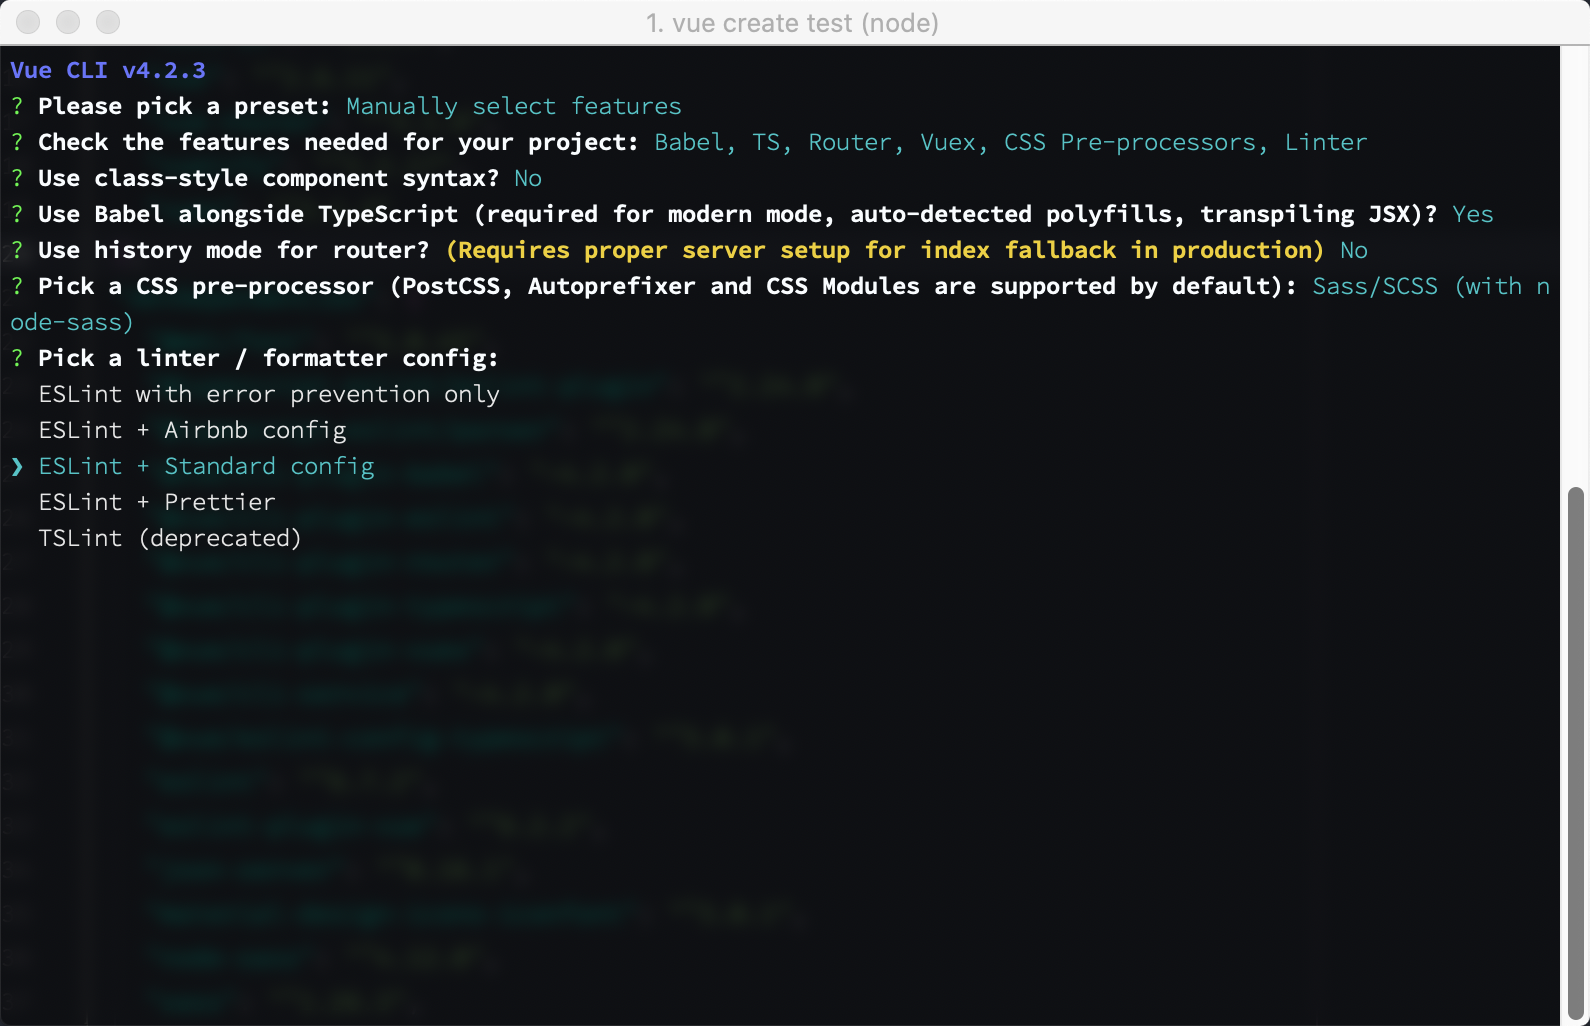 1. vue create test (node)
Vue CLI v4.2.3
? Please pick a preset: Manually select features
? Check the features needed for your project: Babel, TS, Router, Vuex, CSS Pre-processors, Linter
? Use class-style component syntax? No
? Use Babel alongside TypeScript (required for modern mode, auto-detected polyfills, transpiling JSX)? Yes
? Use history mode for router? (Requires proper server setup for index fallback in production) No
? Pick a CSS pre-processor (PostCSS, Autoprefixer and CSS Modules are supported by default): Sass/SCSS (with n
ode-sass)
? Pick a linter / formatter config:
ESLint with error prevention only
ESLint + Airbnb config
❯ ESLint + Standard config
ESLint + Prettier
TSLint (deprecated)